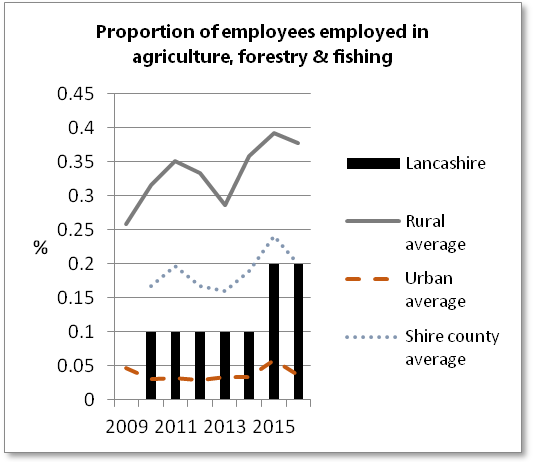 Proportion of employees employed in
agriculture, forestry & fishing
0.45
0.4
0.35
0.3
0.25
0.2
0.15
0.1
0.05
0
%
2009 2011 2013 2015
Lancashire
Rural
average
Urban
average
Shire county
average